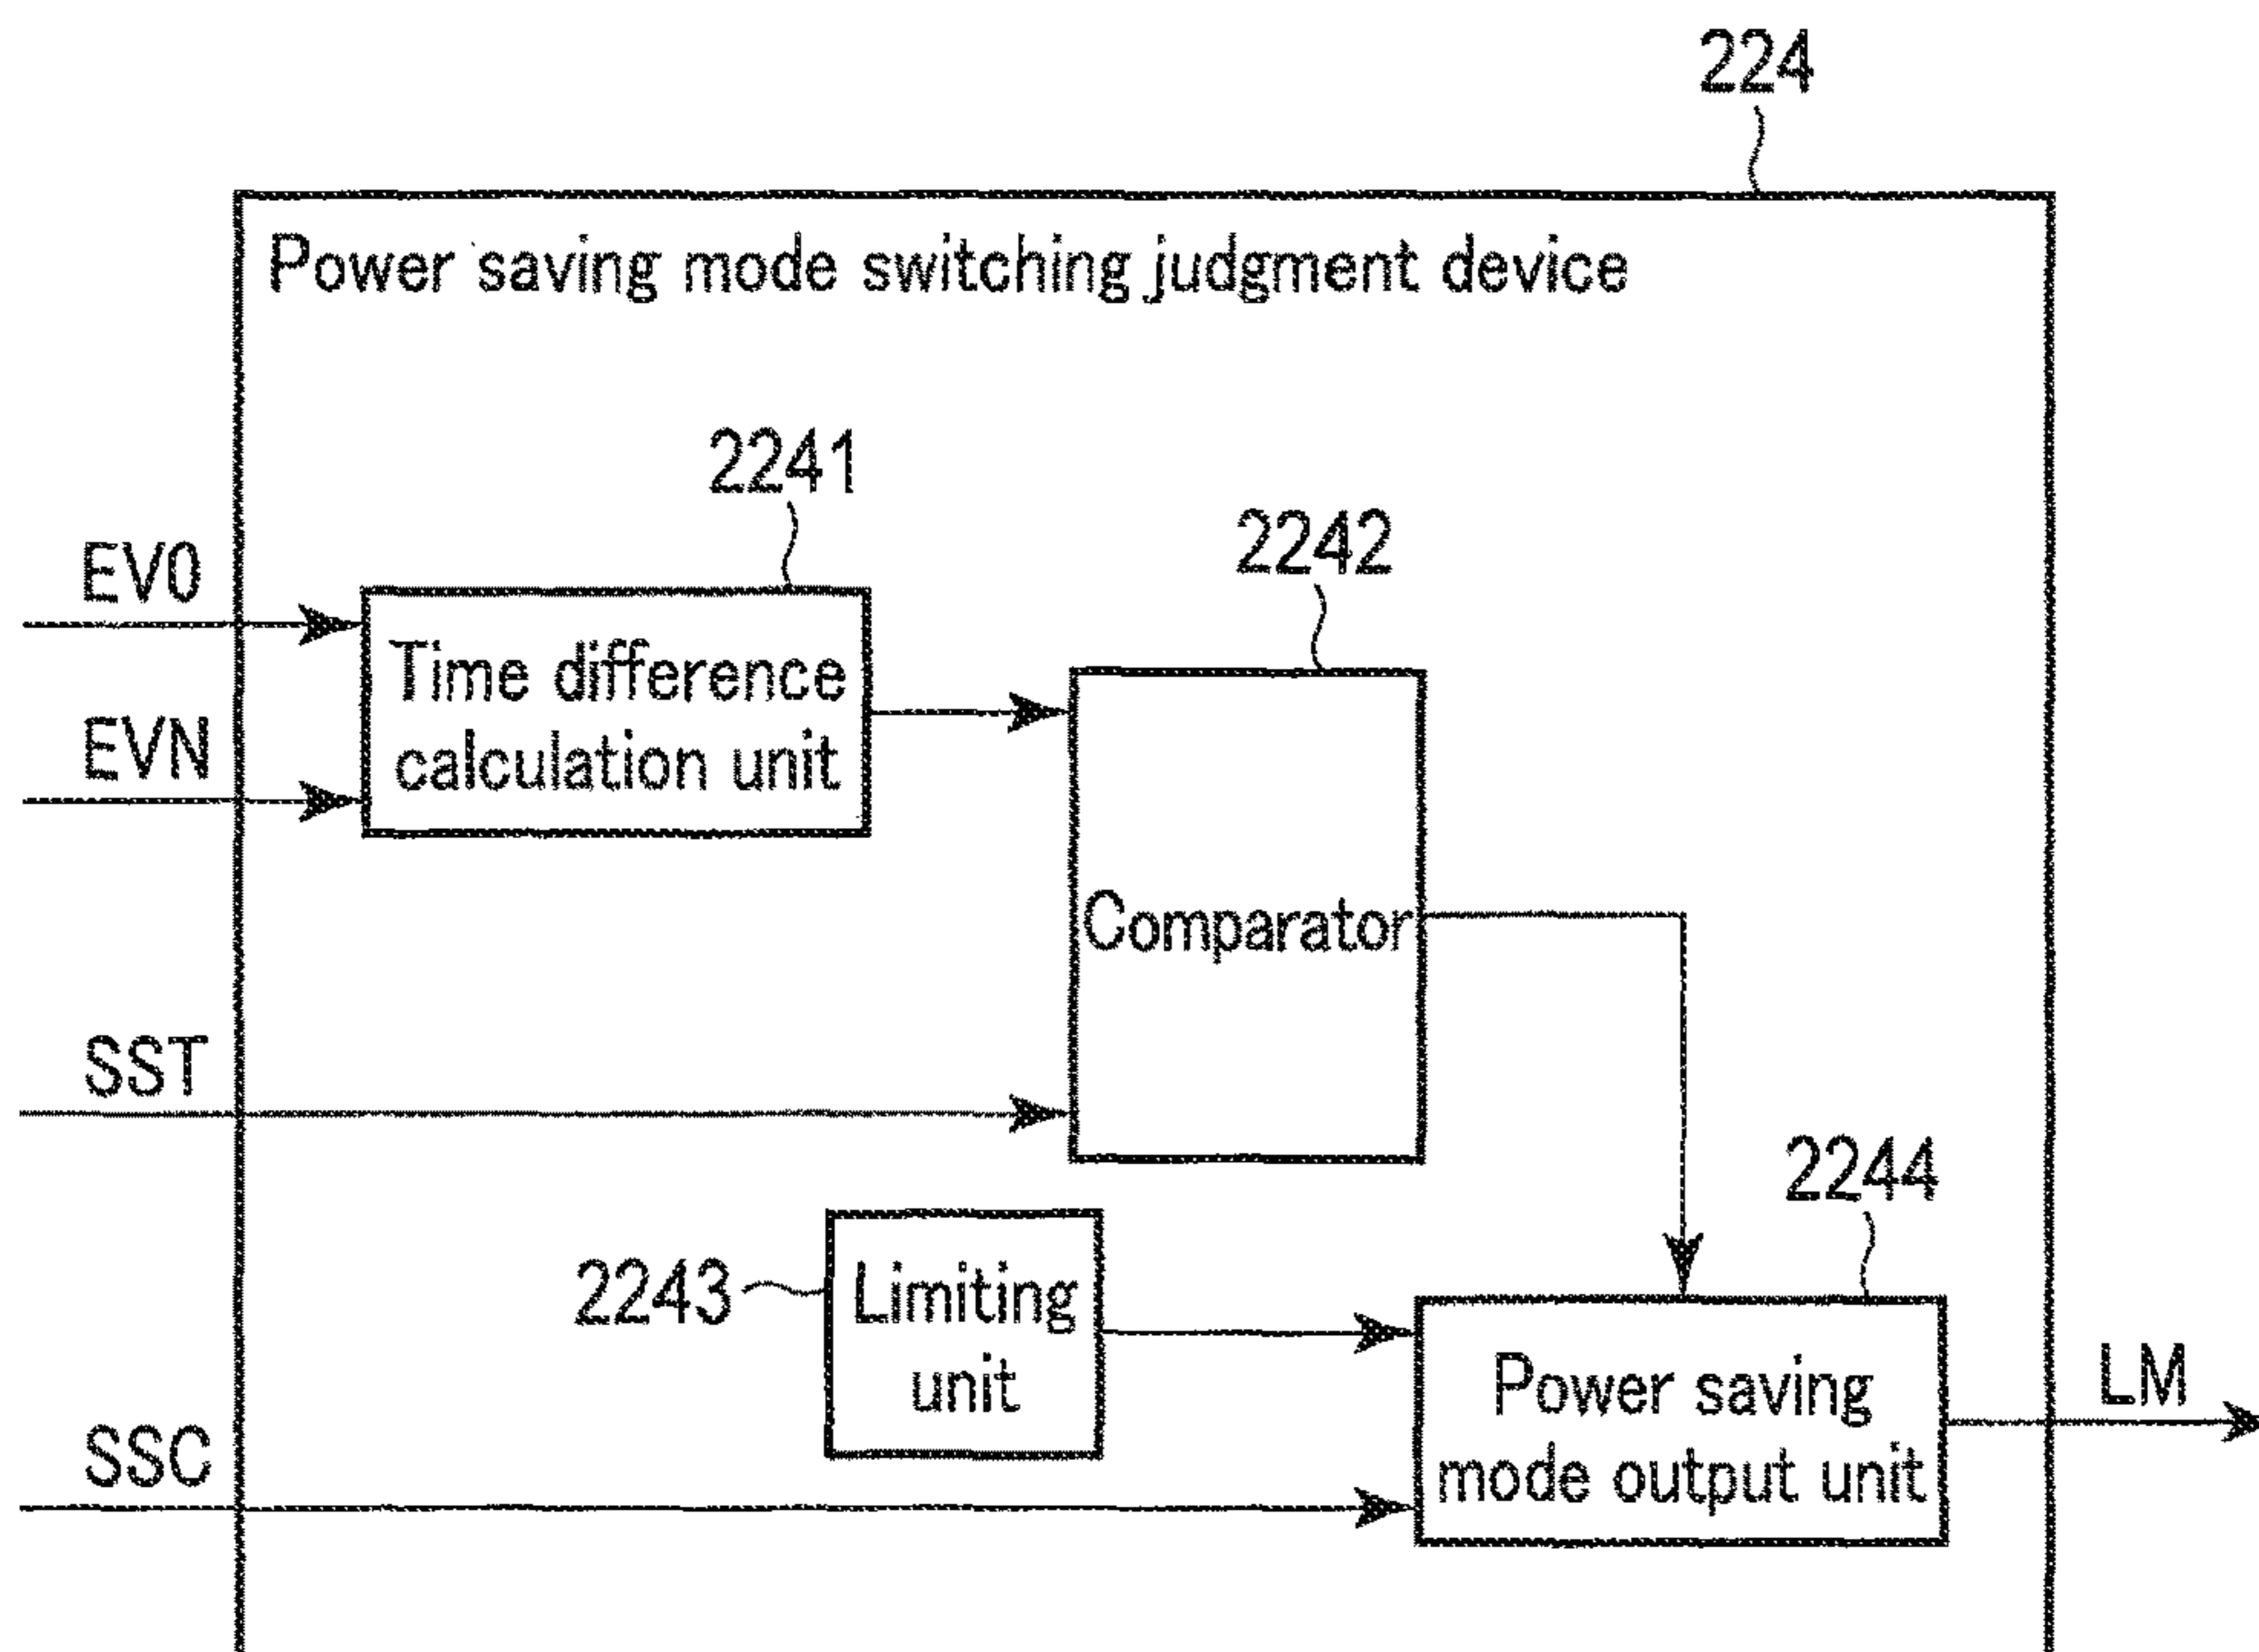 224
Power saving mode switching judgment device
2241
2242
EV0
Time difference
calculation unit
EVN
Comparator
SST
2244
2243
Limiting
unit
LM
Power saving
mode output unit
SSC